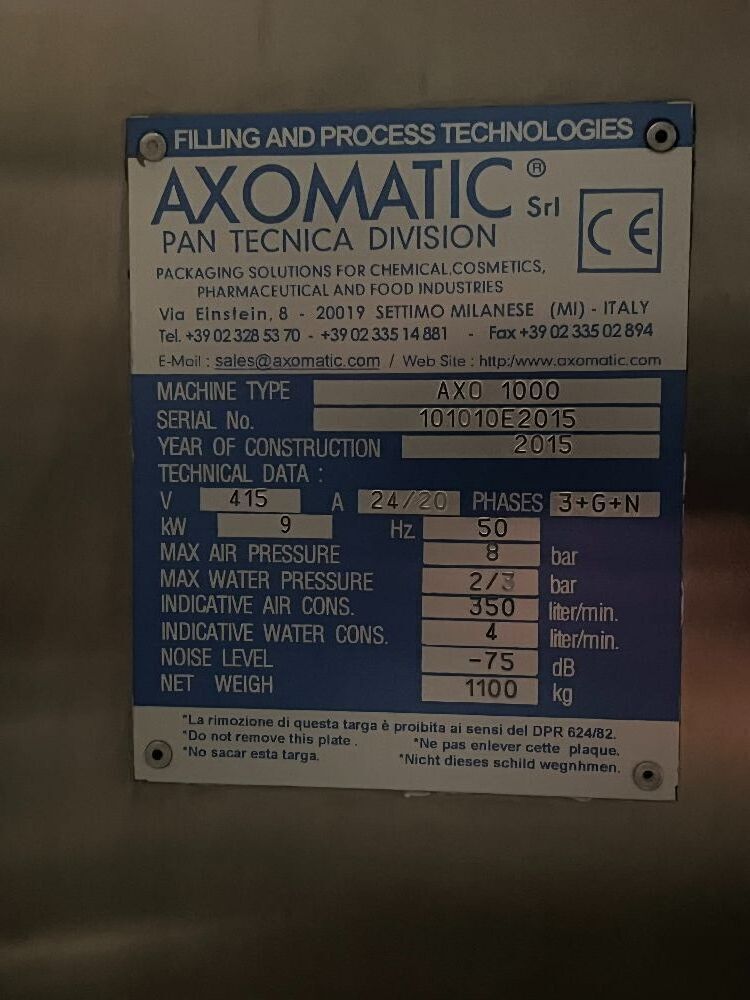 FILLING AND PROCESS TECHNOLOGIES
AXOMATIC ® Srl CE
PAN TECNICA DIVISION
PACKAGING SOLUTIONS FOR CHEMICAL,COSMETICS,
PHARMACEUTICAL AND FOOD INDUSTRIES
Via Einstein, 8 - 20019 SETTIMO MILANESE (MI) - ITALY
Tel. +39 02 328 53 70 - +39 02 335 14 881 - Fax +39 02 335 02 894
E-Mail : sales@axomatic.com / Web Site : http:/www.axomatic.com
MACHINE TYPE AXO 1000
SERIAL No. 101010E2015
YEAR OF CONSTRUCTION 2015
TECHNICAL DATA :
V 415 A 24/20 PHASES 3+G+N
kW 9 Hz 50
MAX AIR PRESSURE 8 bar
MAX WATER PRESSURE 2/3 bar
INDICATIVE AIR CONS. 350 liter/min.
INDICATIVE WATER CONS. 4 liter/min.
NOISE LEVEL -75 dB
NET WEIGH 1100 kg
*La rimozione di questa targa è proibita ai sensi del DPR 624/82.
*Do not remove this plate . *Ne pas enlever cette plaque.
*No sacar esta targa. *Nicht dieses schild wegnhmen.